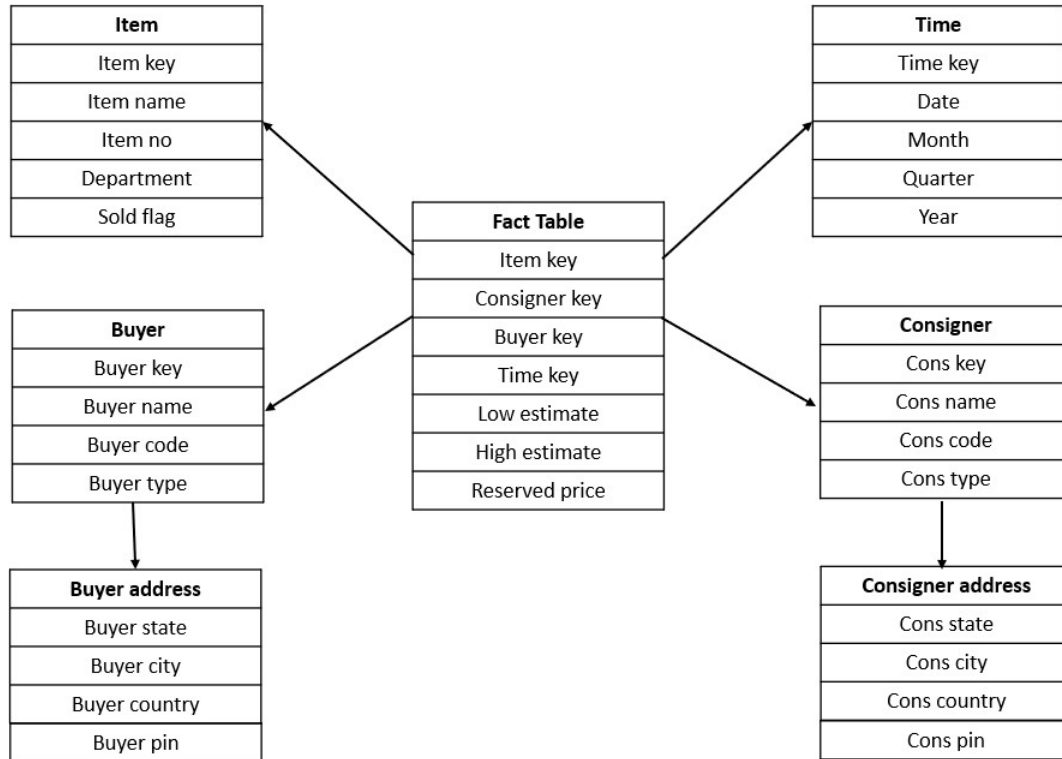 Item
Item key
Item name
Item no
Department
Sold flag
Time
Time key
Date
Month
Quarter
Year
Fact Table
Item key
Consigner key
Buyer key
Time key
Low estimate
High estimate
Reserved price
Buyer
Buyer key
Buyer name
Buyer code
Buyer type
Consigner
Cons key
Cons name
Cons code
Cons type
Buyer address
Buyer state
Buyer city
Buyer country
Buyer pin
Consigner address
Cons state
Cons city
Cons country
Cons pin